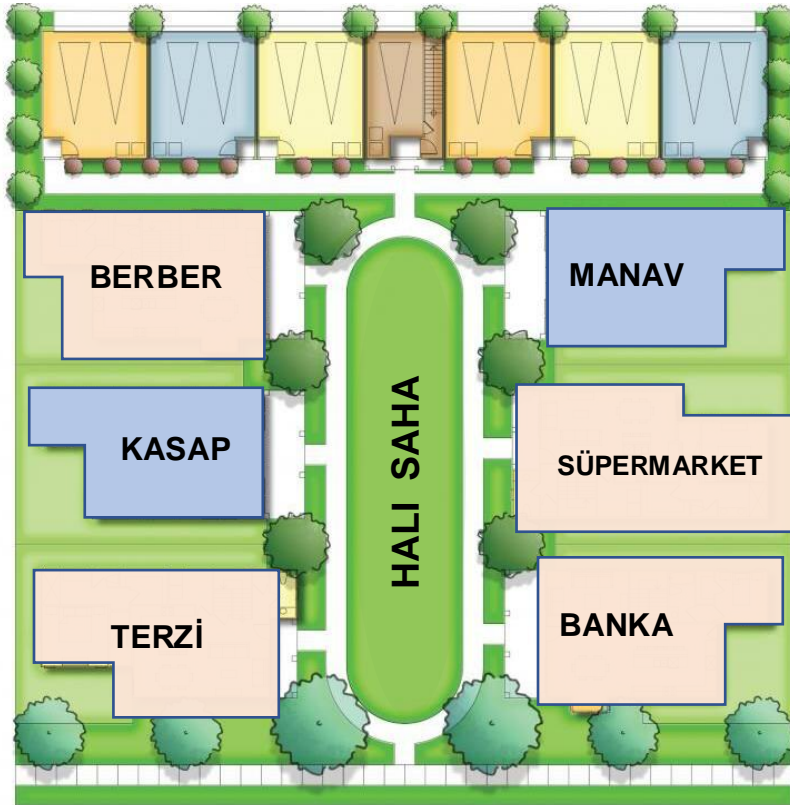 BERBER
MANAV
KASAP
HALI SAHA
SÜPERMARKET
TERZİ
BANKA